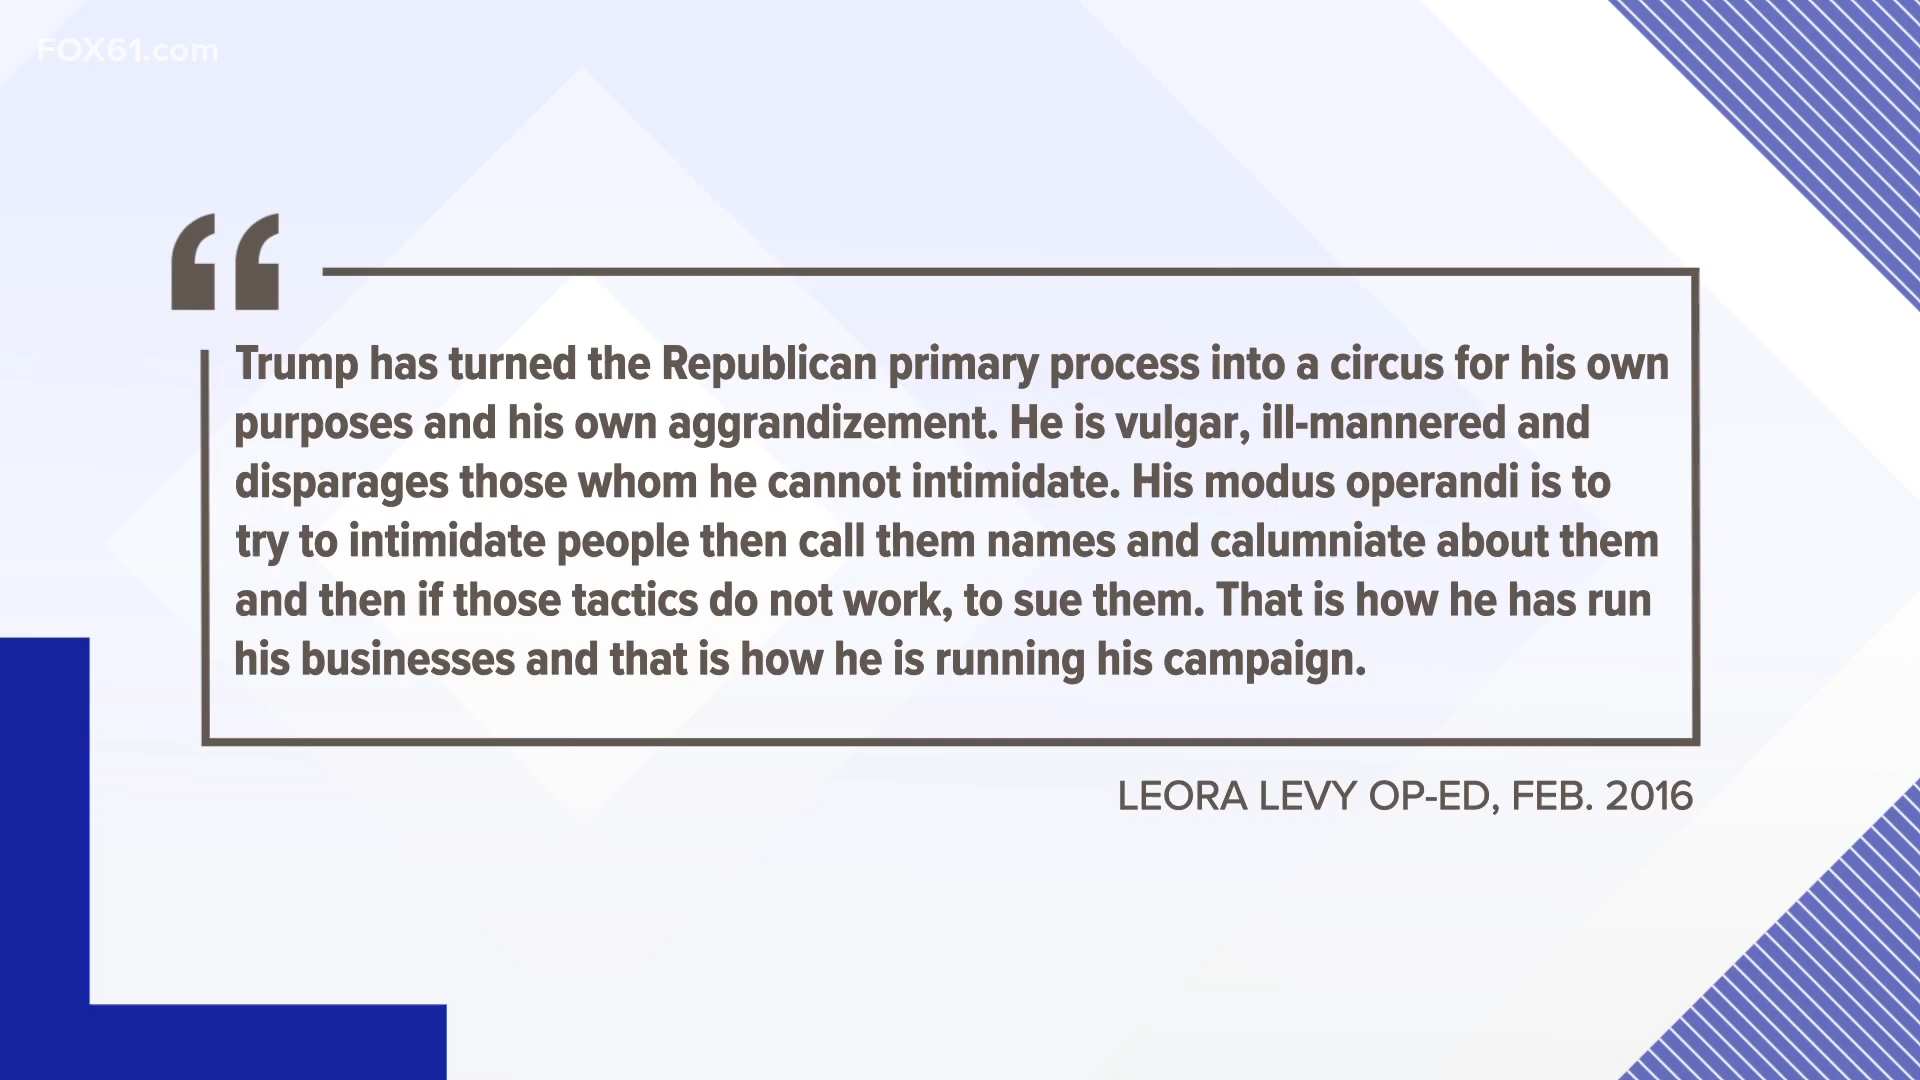 FOX61.com
“
Trump has turned the Republican primary process into a circus for his own
purposes and his own aggrandizement. He is vulgar, ill-mannered and
disparages those whom he cannot intimidate. His modus operandi is to
try to intimidate people then call them names and calumniate about them
and then if those tactics do not work, to sue them. That is how he has run
his businesses and that is how he is running his campaign.
LEORA LEVY OP-ED, FEB. 2016